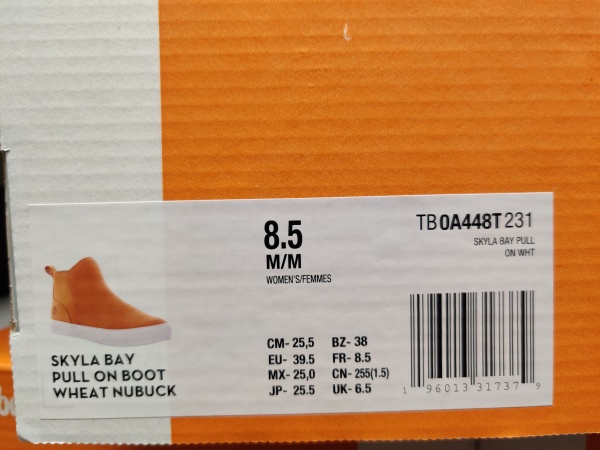 8.5
M/M
WOMEN'S/FEMMES
TB0A448T231
SKYLA BAY PULL
ON WHT
SKYLA BAY
PULL ON BOOT
WHEAT NUBUCK
CM- 25,5 BZ- 38
EU- 39.5 FR- 8.5
MX- 25,0 CN- 255(1.5)
JP- 25.5 UK- 6.5
1 96013 31737 9